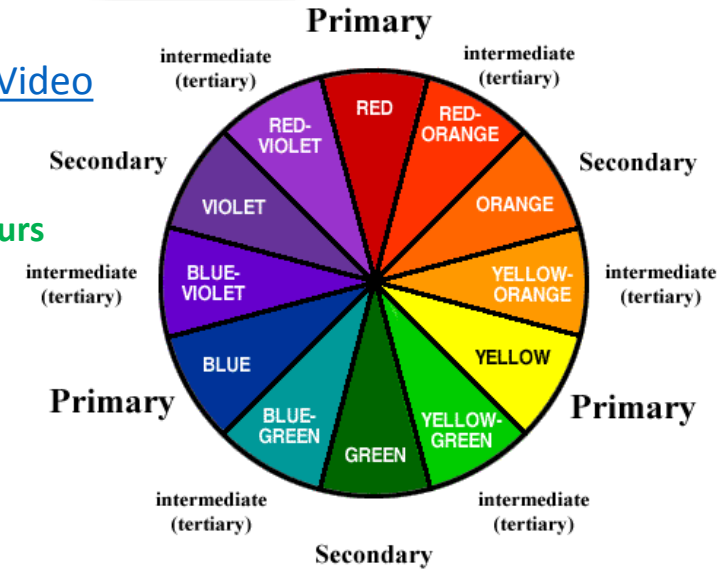 Primary
intermediate
(tertiary)
intermediate
(tertiary)
Video
RED
RED-
VIOLET
RED-
ORANGE
Secondary
Secondary
VIOLET
ORANGE
urs
intermediate
(tertiary)
BLUE-
VIOLET
YELLOW-
ORANGE
intermediate
(tertiary)
BLUE
YELLOW
Primary
Primary
BLUE-
GREEN
YELLOW-
GREEN
GREEN
intermediate
(tertiary)
intermediate
(tertiary)
Secondary